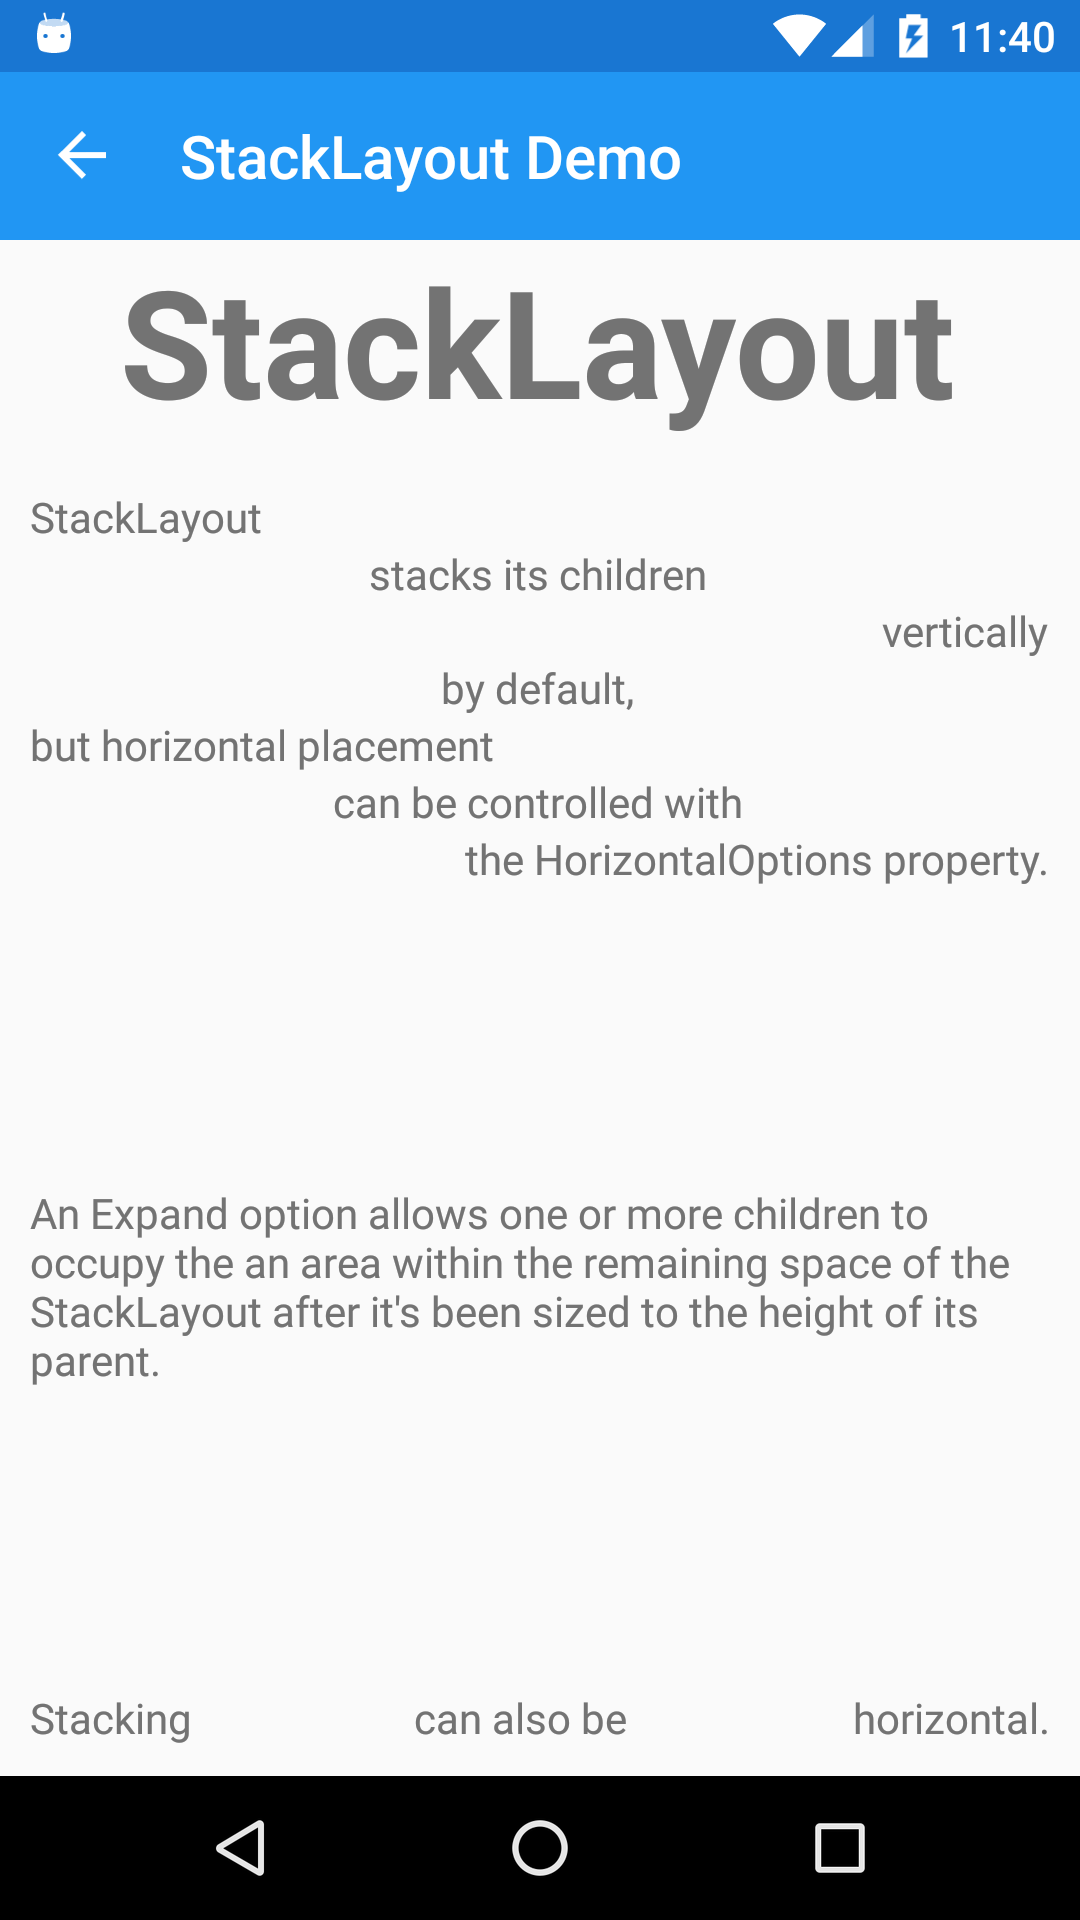 11:40
StackLayout Demo
StackLayout
StackLayout
stacks its children
vertically
by default,
but horizontal placement
can be controlled with
the HorizontalOptions property.
An Expand option allows one or more children to
occupy the an area within the remaining space of the
StackLayout after it's been sized to the height of its
parent.
Stacking can also be horizontal.